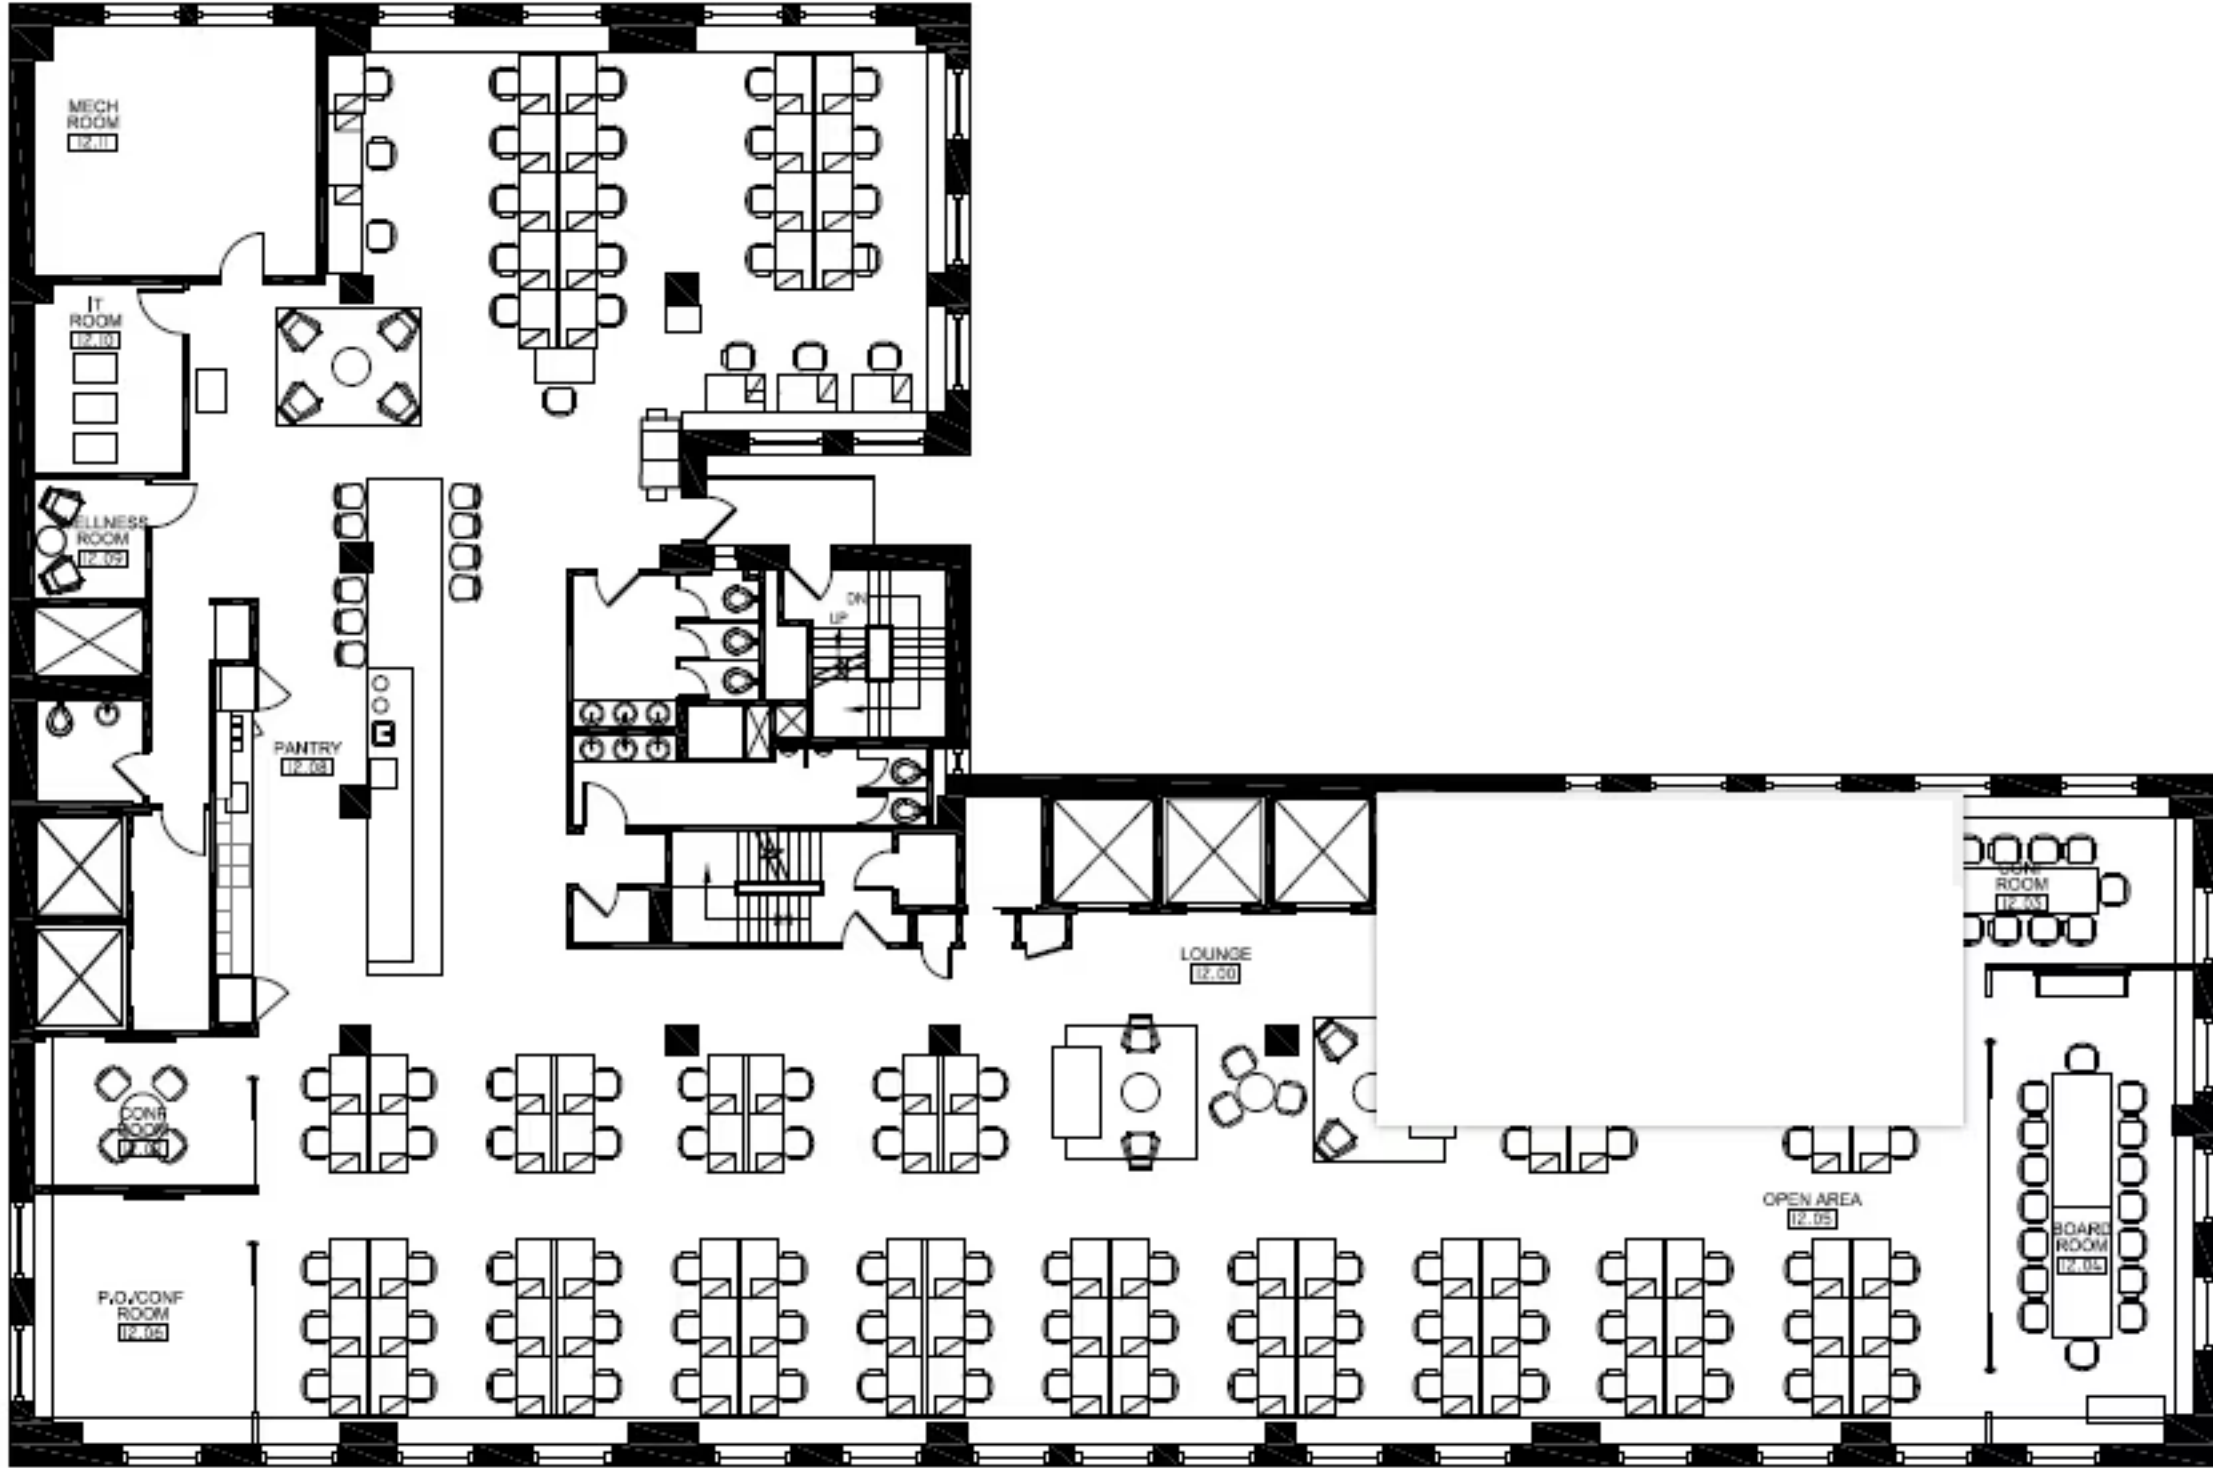 MECH
ROOM
12.11
IT
ROOM
12.10
ELLNESS
ROOM
12.09
DN
UP
PANTRY
12.08
ROOM
12.03
LOUNGE
12.00
CONF
ROOM
OPEN AREA
12.05
BOARD
ROOM
12.04
P.O./CONF
ROOM
12.06